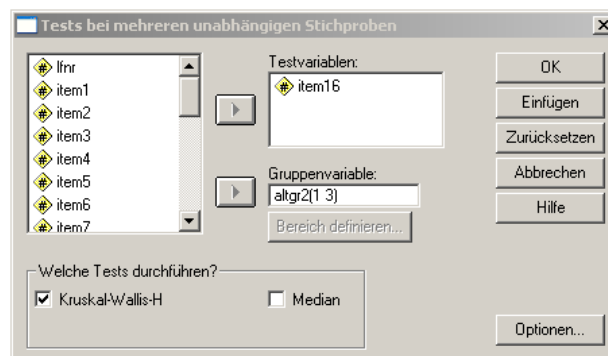 Tests bei mehreren unabhängigen Stichproben
lfnr
item1
item2
item3
item4
item5
item6
item7
Testvariablen:
item16
Gruppenvariable:
altgr2(1 3)
Bereich definieren...
OK
Einfügen
Zurücksetzen
Abbrechen
Hilfe
Welche Tests durchführen?
Kruskal-Wallis-H
Median
Optionen...